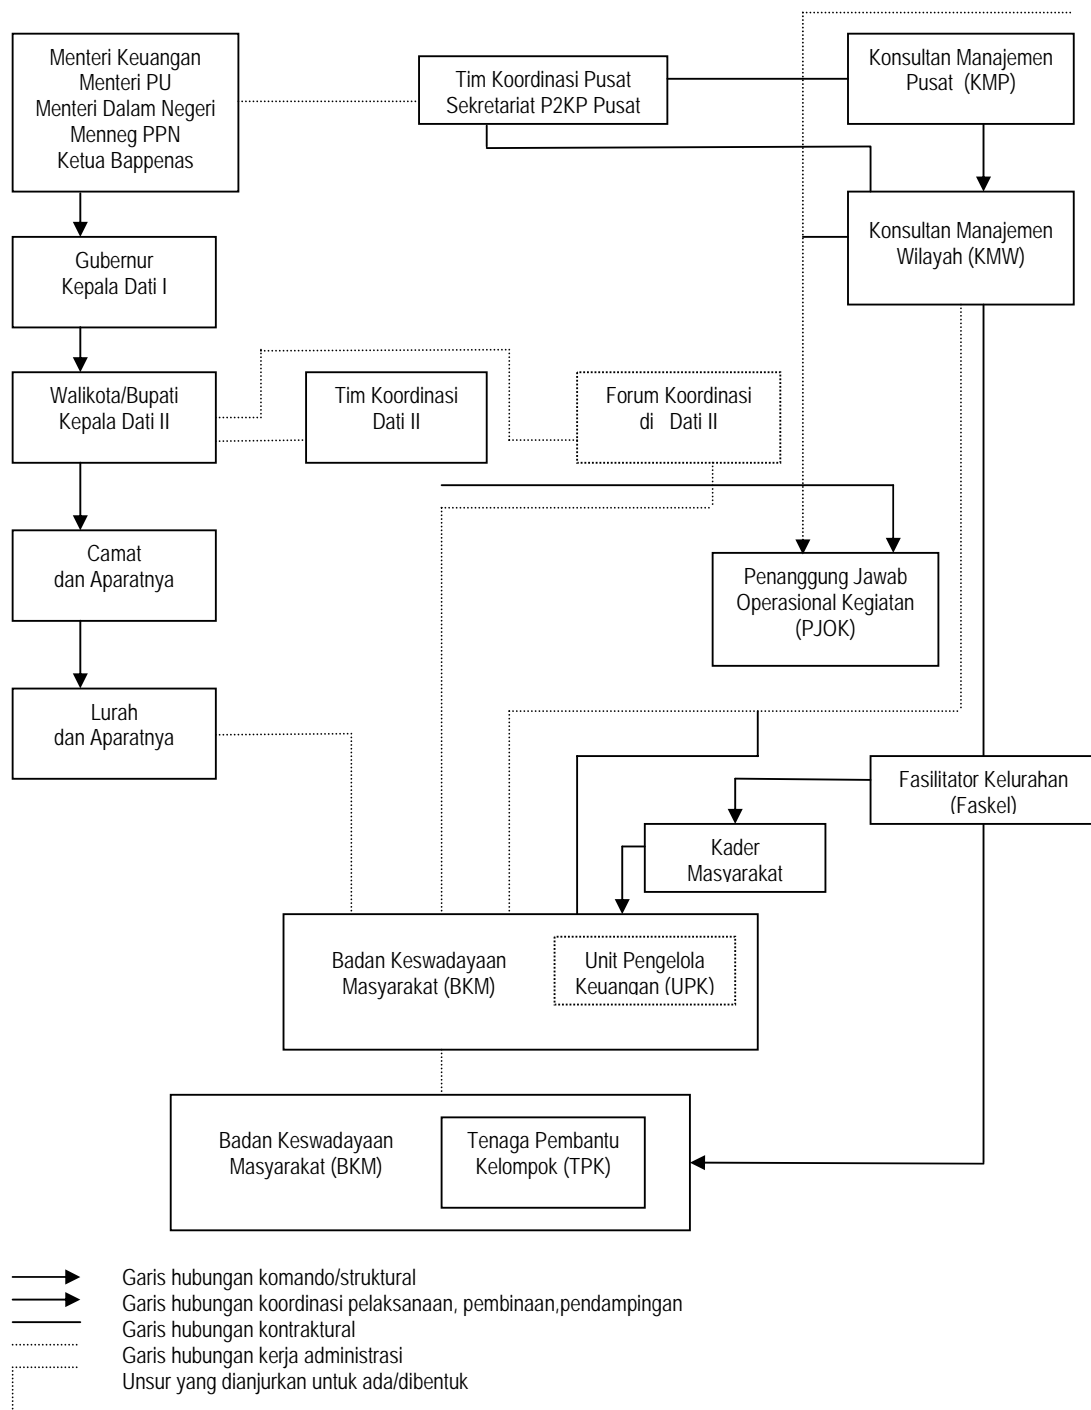 Menteri Keuangan
Menteri PU
Menteri Dalam Negeri
Menneg PPN
Ketua Bappenas
Tim Koordinasi Pusat
Sekretariat P2KP Pusat
Konsultan Manajemen
Pusat (KMP)
Konsultan Manajemen
Wilayah (KMW)
Gubernur
Kepala Dati I
Walikota/Bupati
Kepala Dati II
Tim Koordinasi
Dati II
Forum Koordinasi
di Dati II
Camat
dan Aparatnya
Penanggung Jawab
Operasional Kegiatan
(PJOK)
Lurah
dan Aparatnya
Fasilitator Kelurahan
(Faskel)
Kader
Masyarakat
Badan Keswadayaan
Masyarakat (BKM)
Unit Pengelola
Keuangan (UPK)
Badan Keswadayaan
Masyarakat (BKM)
Tenaga Pembantu
Kelompok (TPK)
Garis hubungan komando/struktural
Garis hubungan koordinasi pelaksanaan, pembinaan,pendampingan
Garis hubungan kontraktural
Garis hubungan kerja administrasi
Unsur yang dianjurkan untuk ada/dibentuk